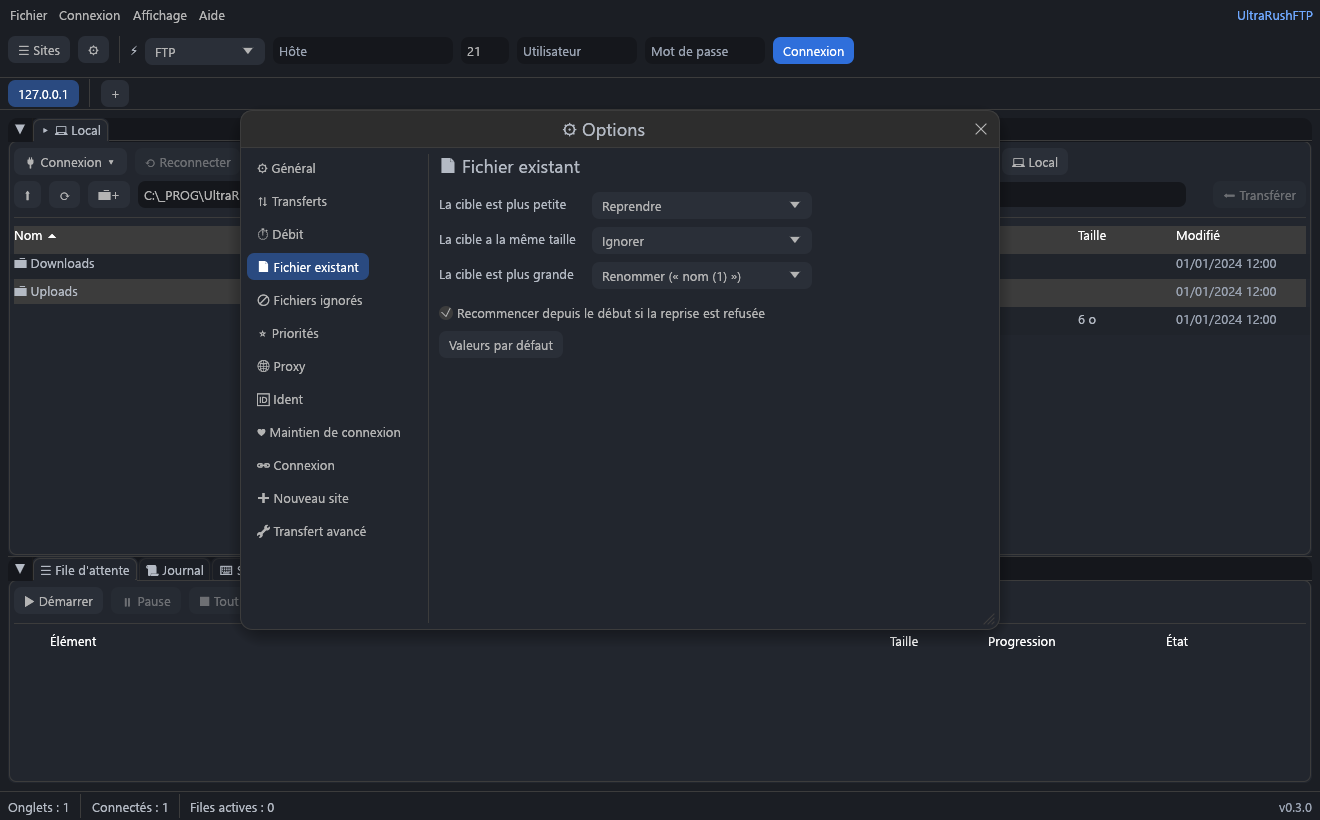 Fichier Connexion Affichage Aide UltraRushFTP
Sites FTP Hôte 21 Utilisateur Mot de passe Connexion
127.0.0.1 +
Local
Options
Connexion Reconnecter
Local
C:\_PROG\UltraR
Transférer
Nom
Taille Modifié
Downloads
01/01/2024 12:00
Uploads
01/01/2024 12:00
6 o 01/01/2024 12:00
Général
Transferts
Débit
Fichier existant
Fichiers ignorés
Priorités
Proxy
Ident
Maintien de connexion
Connexion
Nouveau site
Transfert avancé
Fichier existant
La cible est plus petite Reprendre
La cible a la même taille Ignorer
La cible est plus grande Renommer (« nom (1) »)
Recommencer depuis le début si la reprise est refusée
Valeurs par défaut
File d'attente Journal S
Démarrer Pause Tout
Élément Taille Progression État
Onglets : 1 Connectés : 1 Files actives : 0 v0.3.0